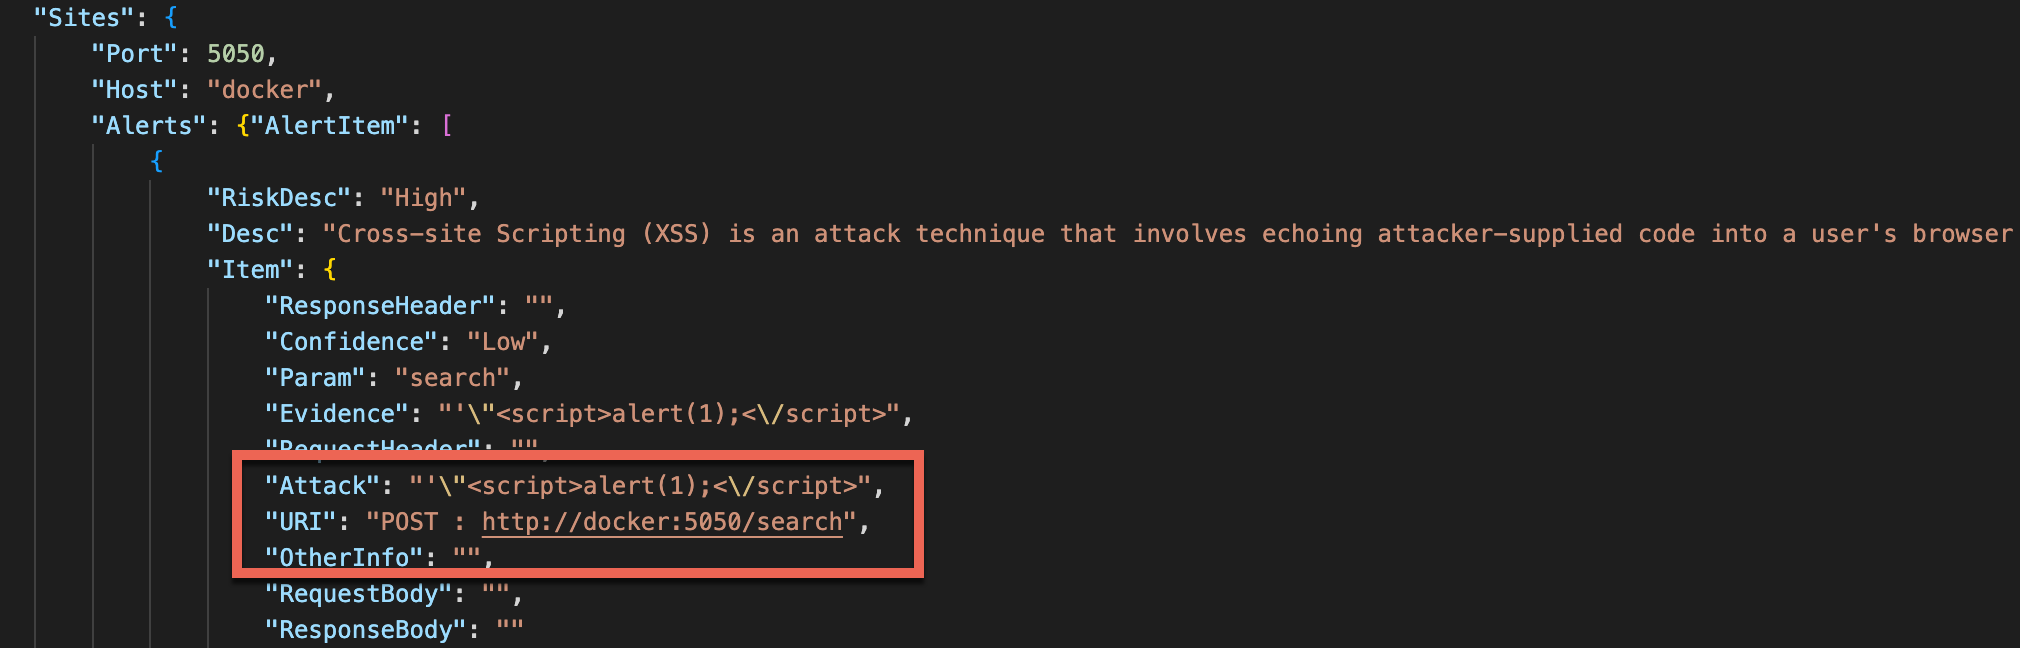 "Sites": {
"Port": 5050,
"Host": "docker",
"Alerts": {"AlertItem": [
{
"RiskDesc": "High",
"Desc": "Cross-site Scripting (XSS) is an attack technique that involves echoing attacker-supplied code into a user's browser
"Item": {
"ResponseHeader": "",
"Confidence": "Low",
"Param": "search",
"Evidence": "'\"<script>alert(1);<\/script>",
"RequestHeader": "",
"Attack": "'\"<script>alert(1);<\/script>",
"URI": "POST : http://docker:5050/search",
"OtherInfo": "",
"RequestBody": "",
"ResponseBody": ""